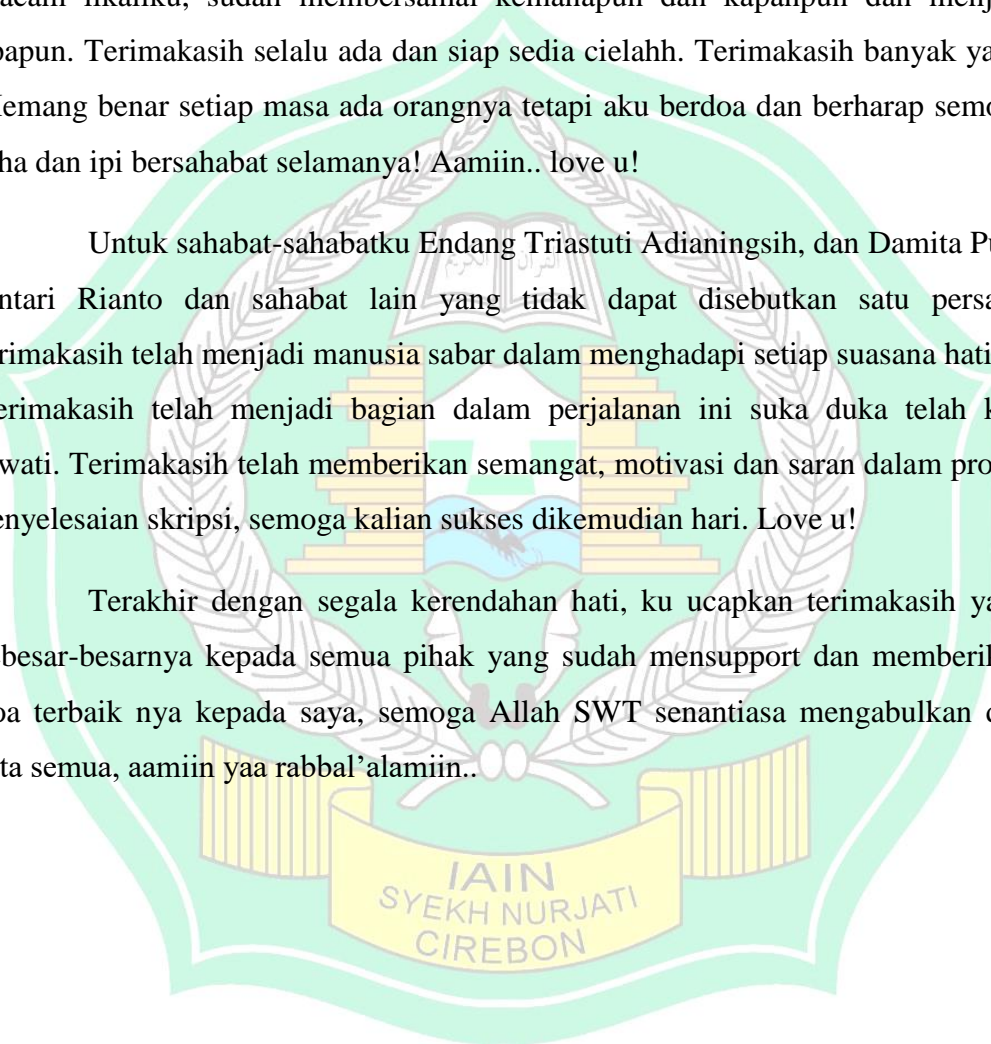 acam likaliku, sudah membersamai kemanapun dan kapanpun dan menj
papun. Terimakasih selalu ada dan siap sedia cielahh. Terimakasih banyak ya
Memang benar setiap masa ada orangnya tetapi aku berdoa dan berharap semo
ha dan ipi bersahabat selamanya! Aamiin.. love u!
Untuk sahabat-sahabatku Endang Triastuti Adianingsih, dan Damita Pu
ntari Rianto dan sahabat lain yang tidak dapat disebutkan satu persa
rimakasih telah menjadi manusia sabar dalam menghadapi setiap suasana hati
erimakasih telah menjadi bagian dalam perjalanan ini suka duka telah k
wati. Terimakasih telah memberikan semangat, motivasi dan saran dalam pro
enyelesaian skripsi, semoga kalian sukses dikemudian hari. Love u!
Terakhir dengan segala kerendahan hati, ku ucapkan terimakasih ya
besar-besarnya kepada semua pihak yang sudah mensupport dan memberil
oa terbaik nya kepada saya, semoga Allah SWT senantiasa mengabulkan d
ta semua, aamiin yaa rabbal’alamiin..
IAIN
SYEKH NURJATI
CIREBON